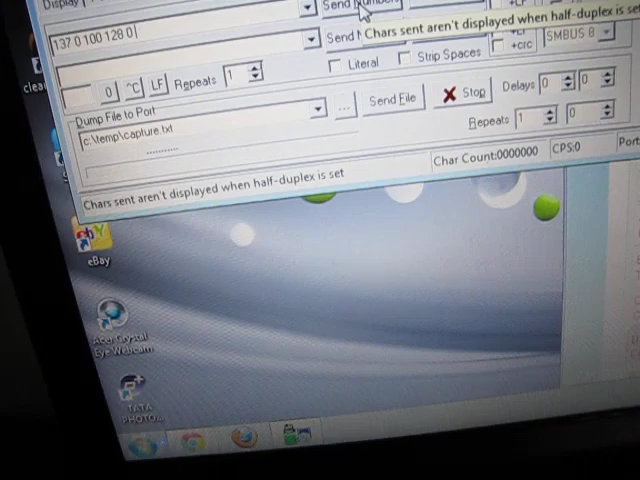 Display
Send Numbers
+LF
137 0 100 128 0
Chars sent aren't displayed when half-duplex is set
Literal
Strip Spaces
+crc
SMBUS 8
0
^C
LF
Repeats
1
Dump File to Port
c:\temp\capture.txt
...
Send File
Stop
Delays
0
0
Repeats:
1
0
Chars sent aren't displayed when half-duplex is set
Char Count:0000000
CPS:0
Port
eBay
Acer Crystal
Eye Webcam
TATA
PHOTO...